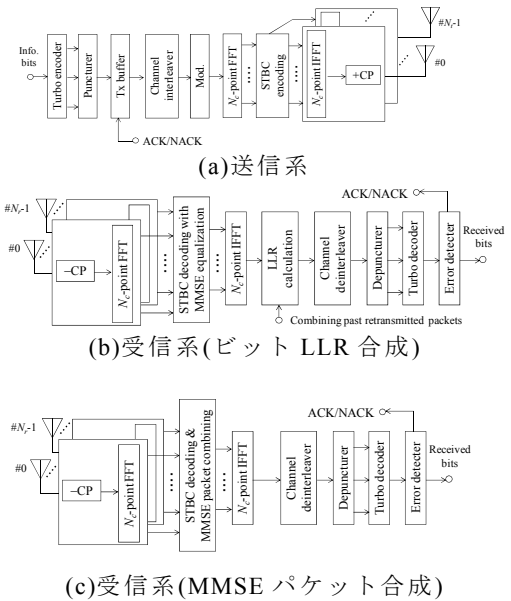 Info.
bits
Turbo encoder
Puncturer
Tx buffer
Channel
interleaver
Mod.
Nc-point FFT
STBC
encoding
Nc-point IFFT
+CP
#Nt-1
#0
ACK/NACK
(a)送信系
#Nr-1
#0
−CP
Nc-point FFT
STBC decoding with
MMSE equalization
Nc-point IFFT
LLR
calculation
Channel
deinterleaver
Depuncturer
Turbo decoder
Error detecter
ACK/NACK
Received
bits
Combining past retransmitted packets
(b)受信系(ビット LLR 合成)
#Nr-1
#0
−CP
Nc-point FFT
STBC decoding &
MMSE packet combining
Nc-point IFFT
Channel
deinterleaver
Depuncturer
Turbo decoder
Error detecter
ACK/NACK
Received
bits
(c)受信系(MMSE パケット合成)